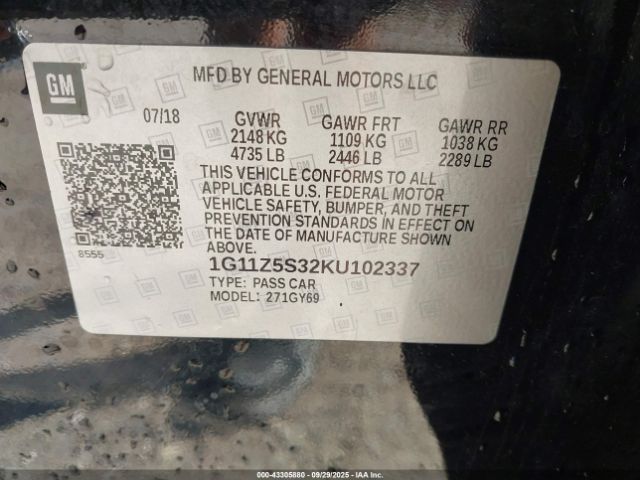 GM
MFD BY GENERAL MOTORS LLC
07/18
GVWR GAWR FRT GAWR RR
2148 KG 1109 KG 1038 KG
4735 LB 2446 LB 2289 LB
THIS VEHICLE CONFORMS TO ALL
APPLICABLE U.S. FEDERAL MOTOR
VEHICLE SAFETY, BUMPER, AND THEFT
PREVENTION STANDARDS IN EFFECT ON
THE DATE OF MANUFACTURE SHOWN
ABOVE.
8555
1G11Z5S32KU102337
TYPE: PASS CAR
MODEL: 271GY69
000-43305880 - 09/29/2025 - IAA Inc.